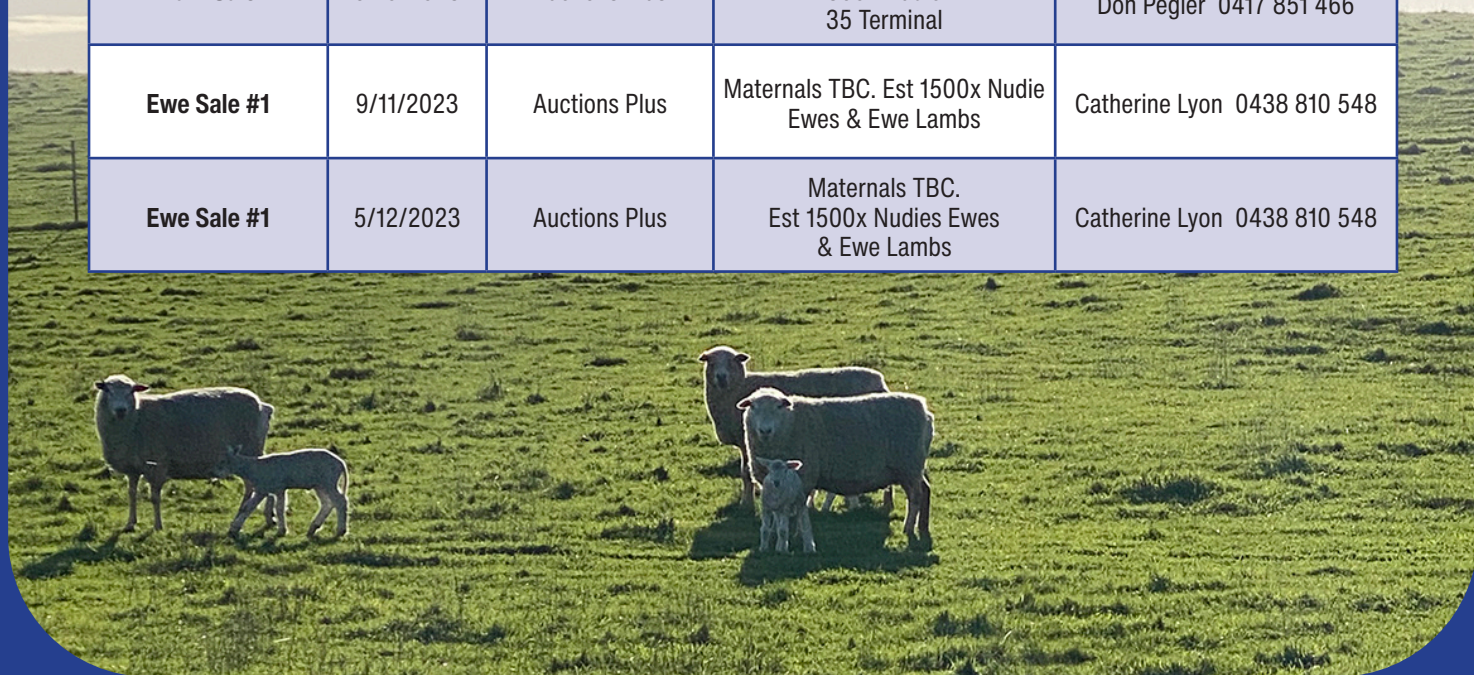 Don Pegler 0417 851 466
35 Terminal
Ewe Sale #1 9/11/2023 Auctions Plus Maternals TBC. Est 1500x Nudie Catherine Lyon 0438 810 548
Ewes & Ewe Lambs
Maternals TBC.
Ewe Sale #1 5/12/2023 Auctions Plus Est 1500x Nudies Ewes Catherine Lyon 0438 810 548
& Ewe Lambs